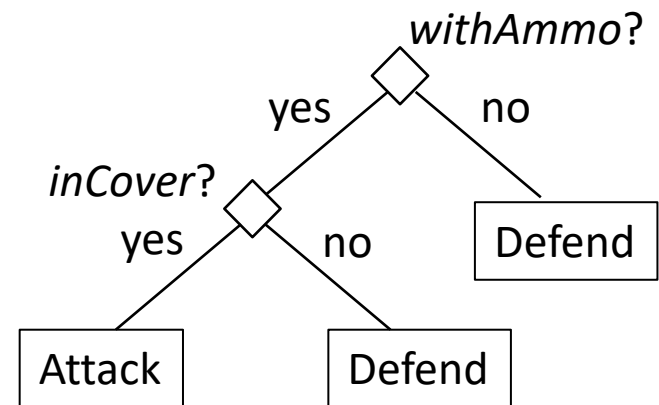 withAmmo?
yes
no
inCover?
yes
no
Defend
Attack
Defend